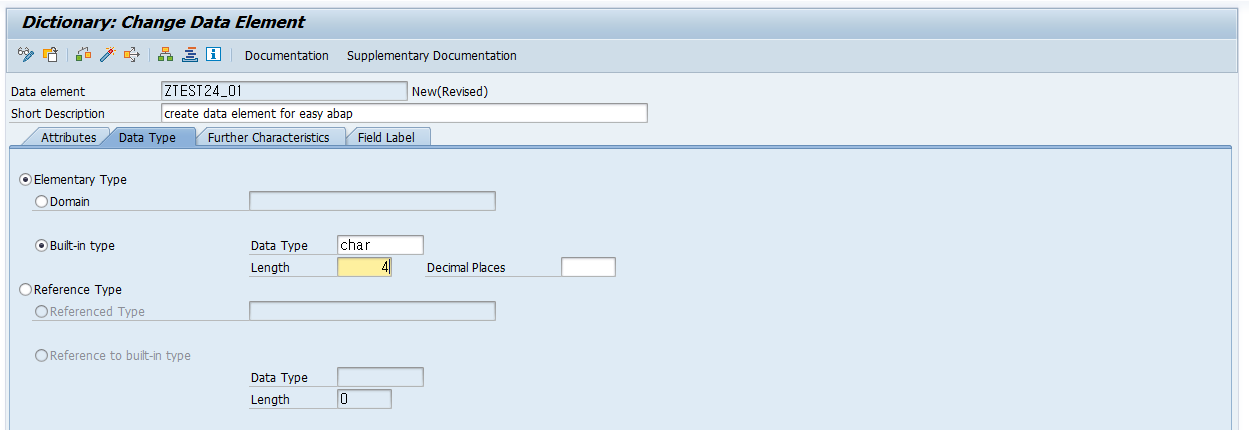 Dictionary: Change Data Element
Documentation Supplementary Documentation
Data element ZTEST24_01 New(Revised)
Short Description create data element for easy abap
Attributes Data Type Further Characteristics Field Label
Elementary Type
Domain
Built-in type Data Type char
Length 4 Decimal Places
Reference Type
Referenced Type
Reference to built-in type
Data Type
Length 0